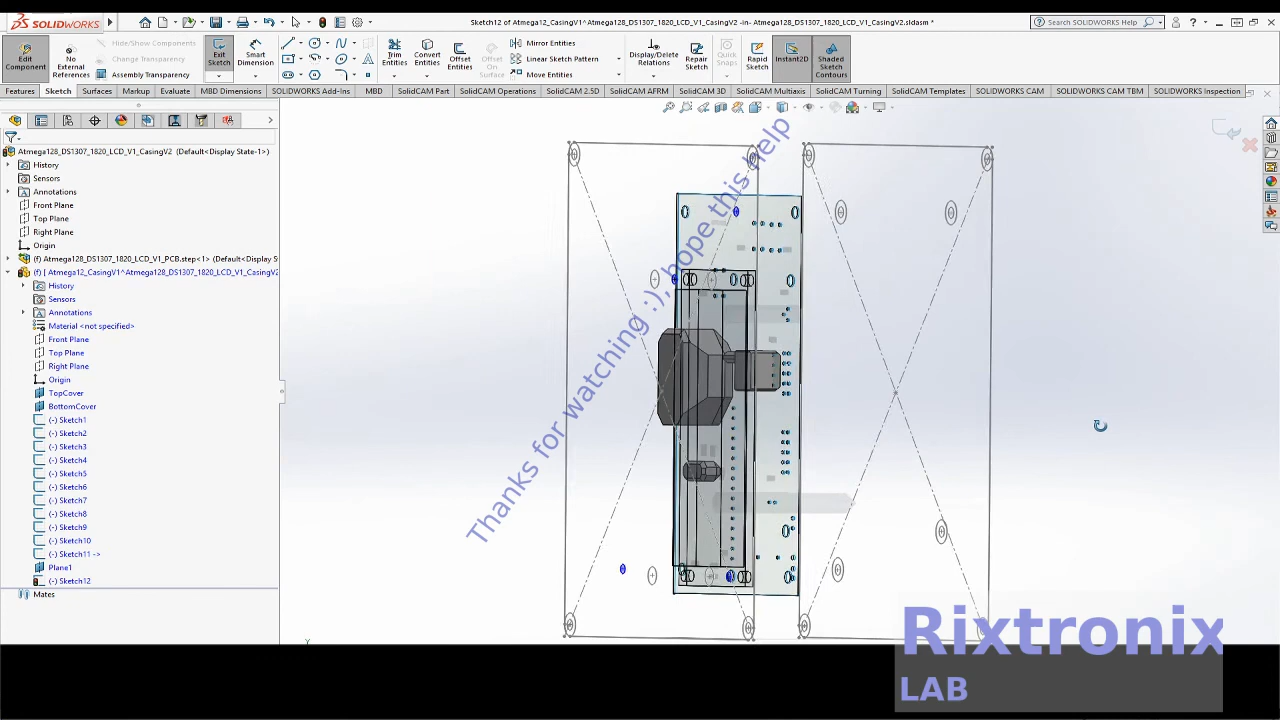 SOLIDWORKS
Sketch12 of Atmega12_CasingV1^Atmega128_DS1307_1820_LCD_V1_CasingV2 -in- Atmega128_DS1307_1820_LCD_V1_CasingV2.sldasm *
Search SOLIDWORKS Help
Edit Component
No External References
Hide/Show Components
Change Transparency
Assembly Transparency
Exit Sketch
Smart Dimension
Trim Entities
Convert Entities
Offset Entities
Offset On Surface
Mirror Entities
Linear Sketch Pattern
Move Entities
Display/Delete Relations
Repair Sketch
Quick Snaps
Rapid Sketch
Instant2D
Shaded Sketch Contours
Features Sketch Surfaces Markup Evaluate MBD Dimensions SOLIDWORKS Add-Ins MBD SolidCAM Part SolidCAM Operations SolidCAM 2.5D SolidCAM AFRM SolidCAM 3D SolidCAM Multiaxis SolidCAM Turning SolidCAM Templates SOLIDWORKS CAM SOLIDWORKS CAM TBM SOLIDWORKS Inspection
Atmega128_DS1307_1820_LCD_V1_CasingV2 (Default<Display State-1>)
History
Sensors
Annotations
Front Plane
Top Plane
Right Plane
Origin
(f) Atmega128_DS1307_1820_LCD_V1_PCB.step<1> (Default<Display S
(f) [ Atmega12_CasingV1^Atmega128_DS1307_1820_LCD_V1_CasingV2
History
Sensors
Annotations
Material <not specified>
Front Plane
Top Plane
Right Plane
Origin
TopCover
BottomCover
(-) Sketch1
(-) Sketch2
(-) Sketch3
(-) Sketch4
(-) Sketch5
(-) Sketch6
(-) Sketch7
(-) Sketch8
(-) Sketch9
(-) Sketch10
(-) Sketch11 ->
Plane1
(-) Sketch12
Mates
Thanks for watching :), hope this help
Rixtronix
LAB